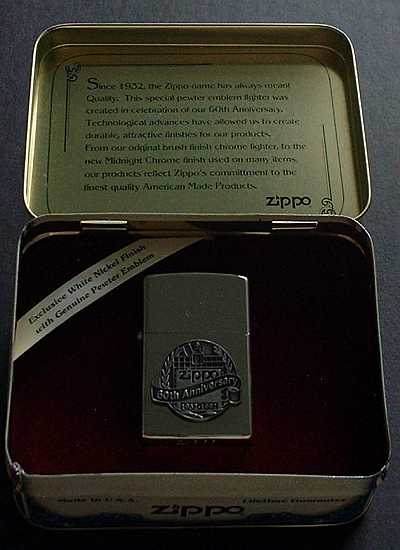 Since 1932, the Zippo name has always meant
Quality. This special pewter emblem lighter was
created in celebration of our 60th Anniversary.
Technological advances have allowed us to create
durable, attractive finishes for our products.
From our original brush finish chrome lighter, to the
new Midnight Chrome finish used on many items,
our products reflect Zippo's committment to the
finest quality American Made Products.
zippo
Exclusive White Nickel Finish
with Genuine Pewter Emblem
zippo
60th Anniversary
1932-1992
Made In U.S.A.
zippo
Lifetime Guarantee